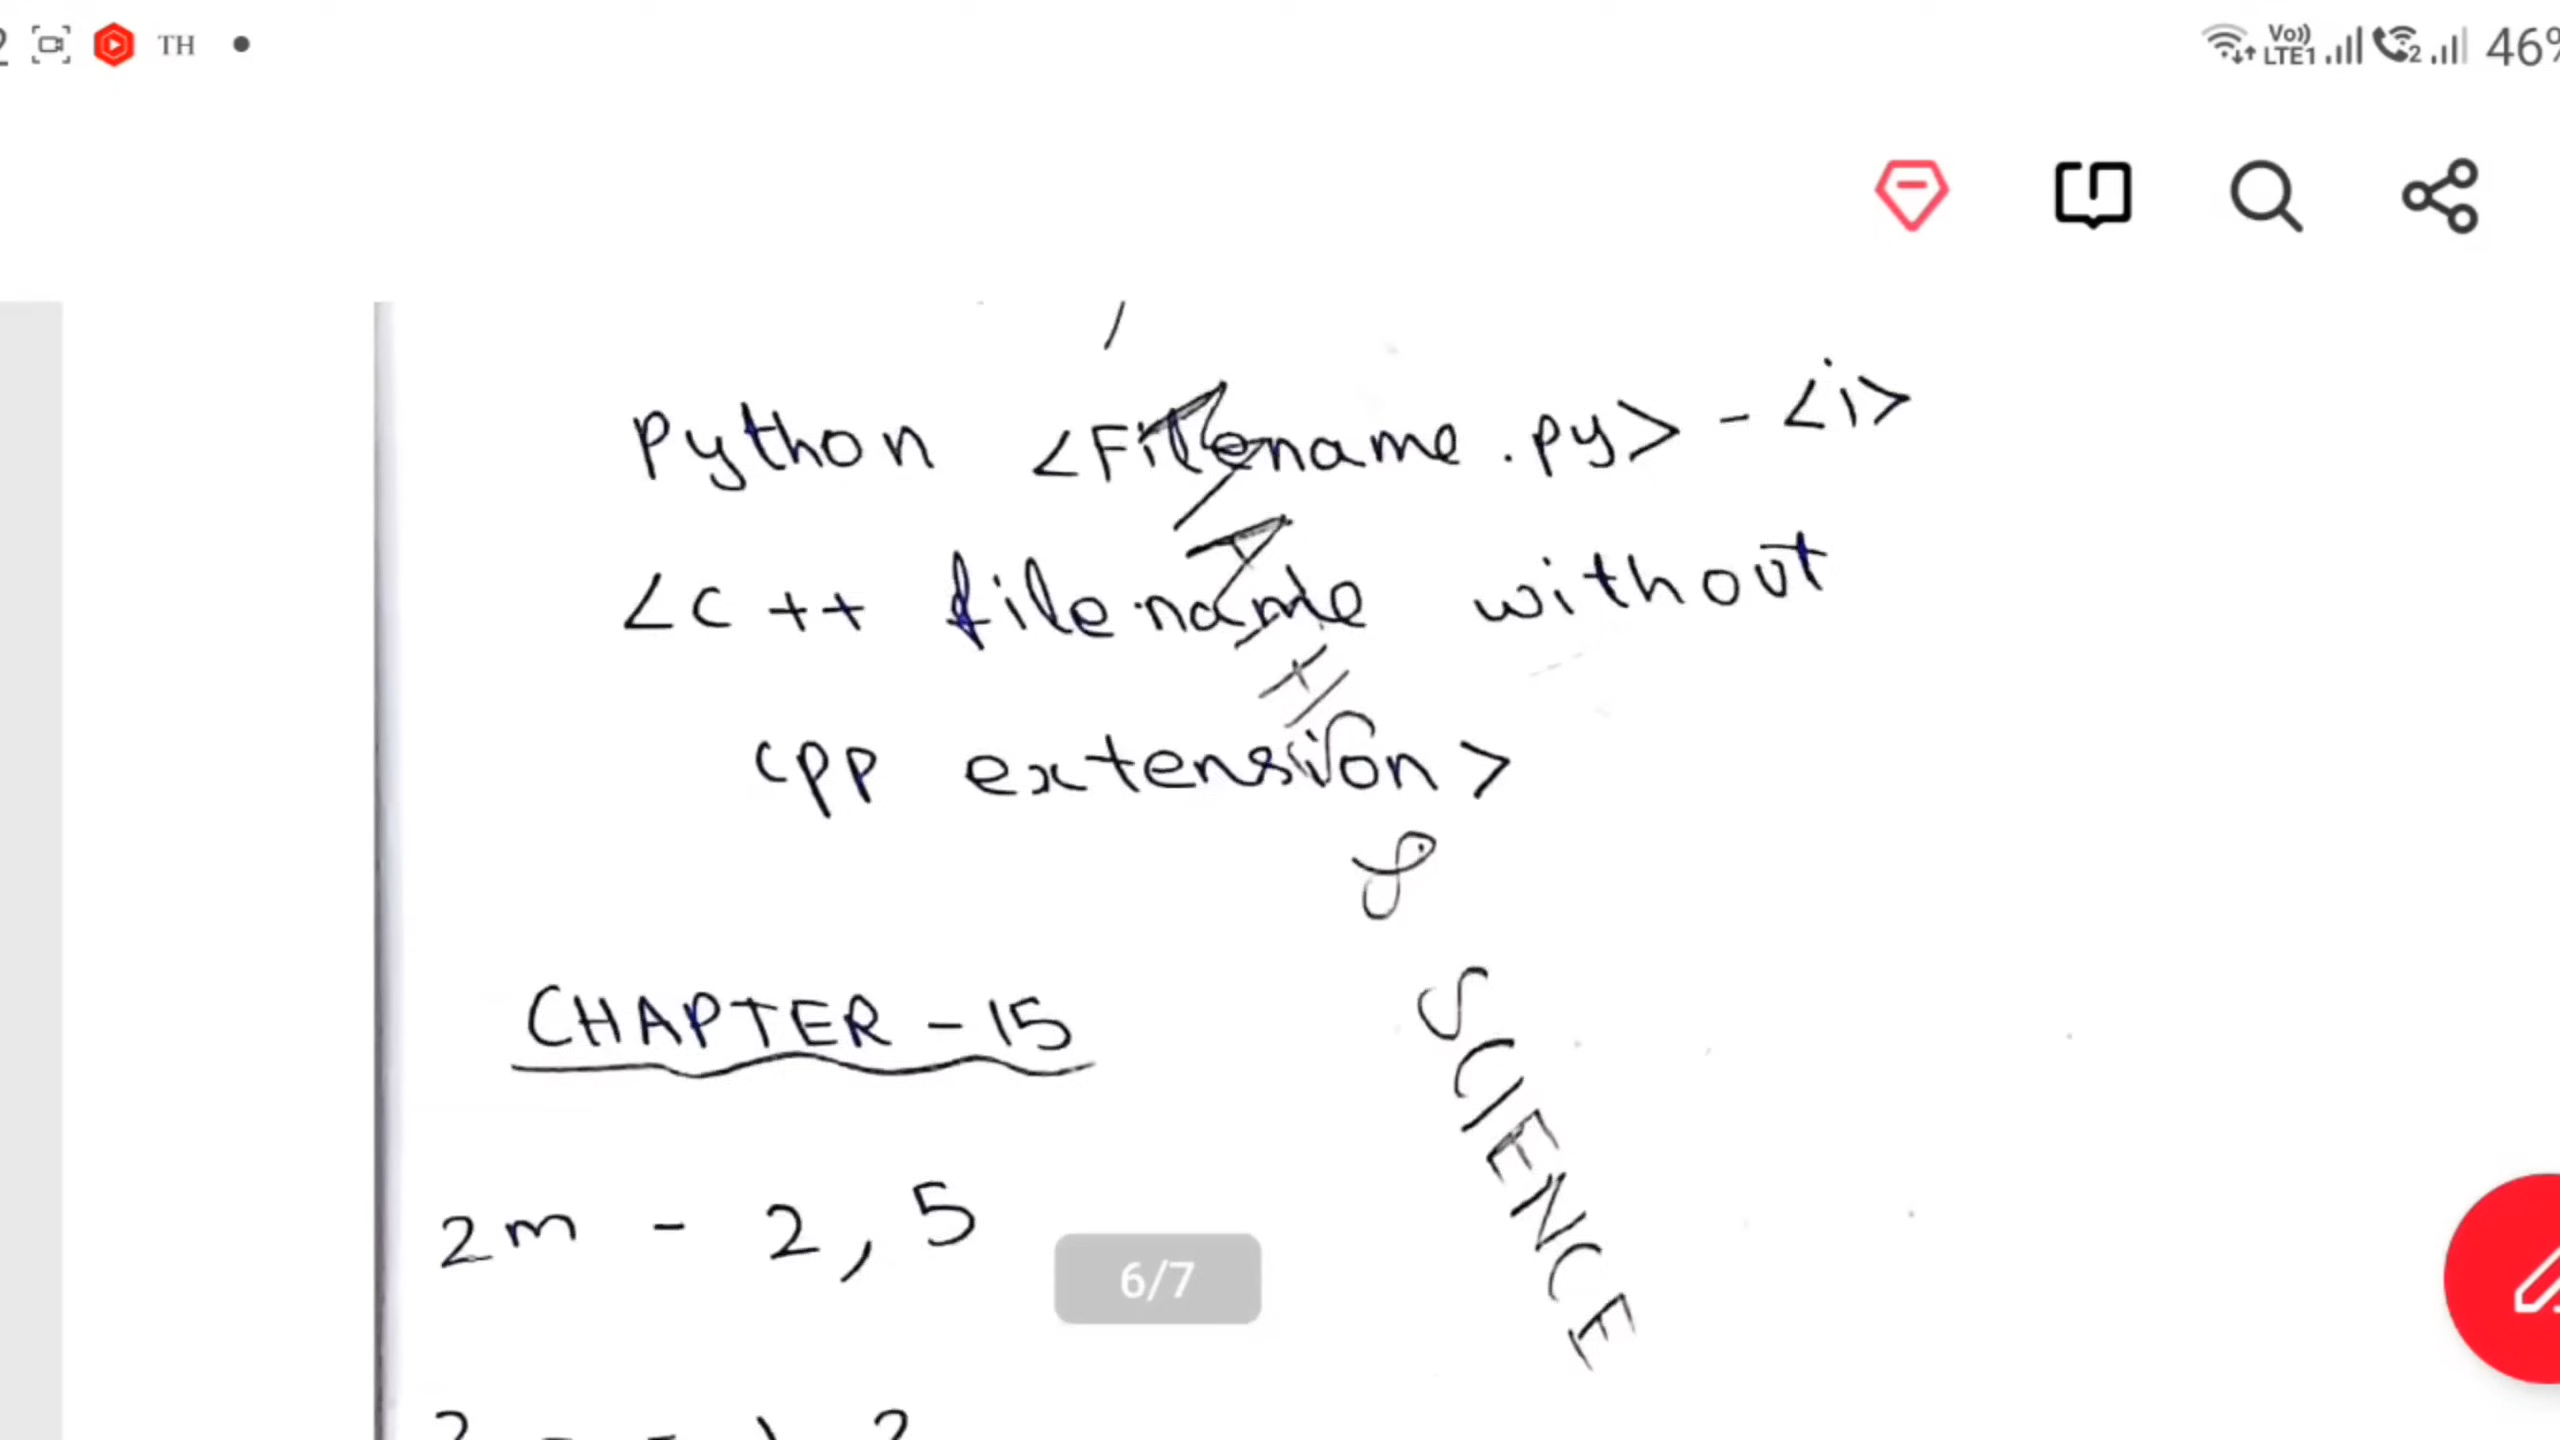 TH
Vo))
LTE1
2
46%
Python <Filename.py> - <i>
<c ++ filename without
cpp extension>
&
SCIENCE
CHAPTER - 15
2m - 2, 5
6/7